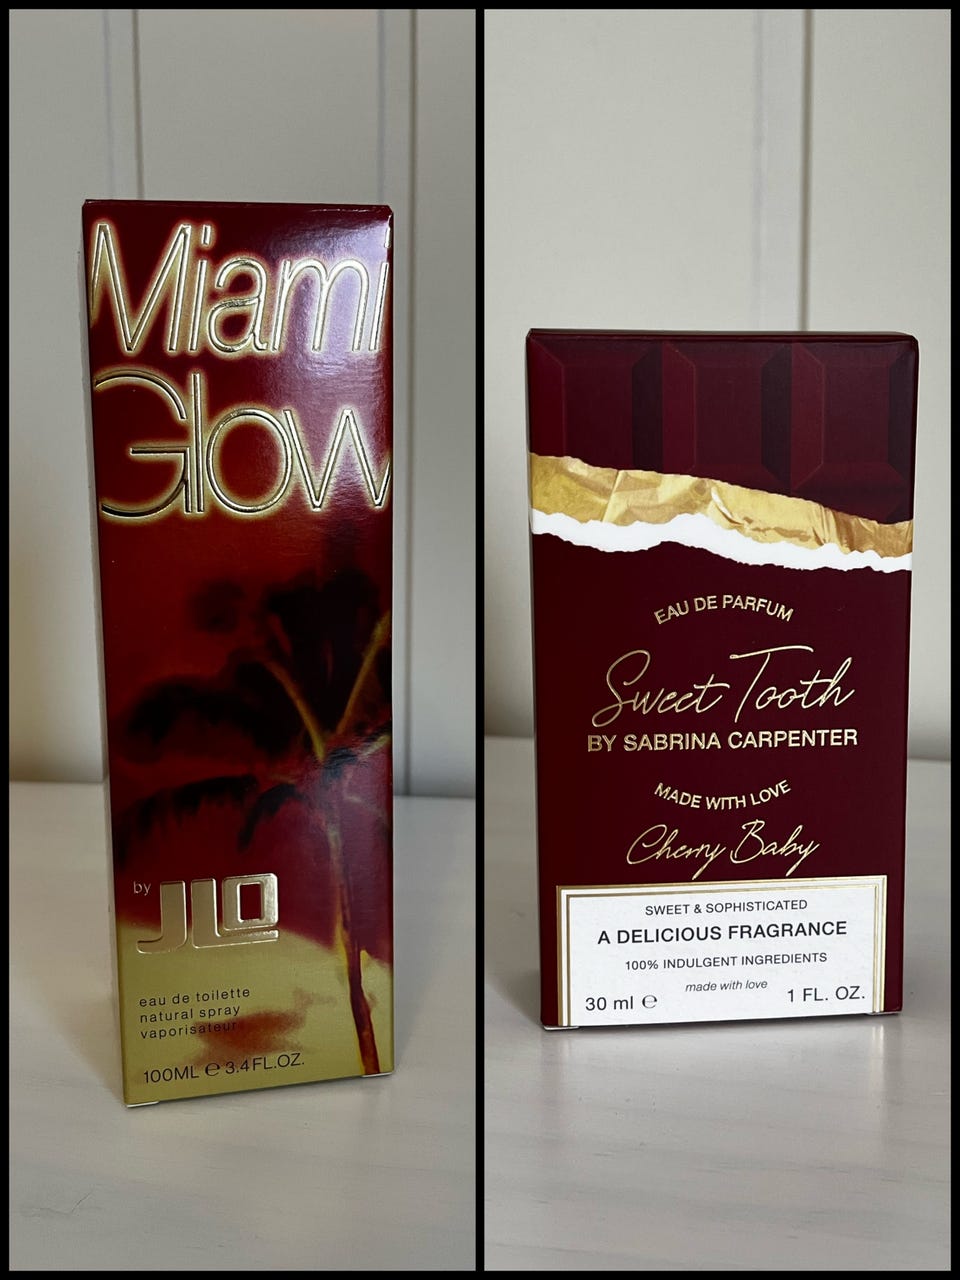 Miami
Glow
by JLO
eau de toilette
natural spray
vaporisateur
100ML ℮ 3.4FL.OZ.
EAU DE PARFUM
Sweet Tooth
BY SABRINA CARPENTER
MADE WITH LOVE
Cherry Baby
SWEET & SOPHISTICATED
A DELICIOUS FRAGRANCE
100% INDULGENT INGREDIENTS
made with love
30 ml ℮ 1 FL. OZ.